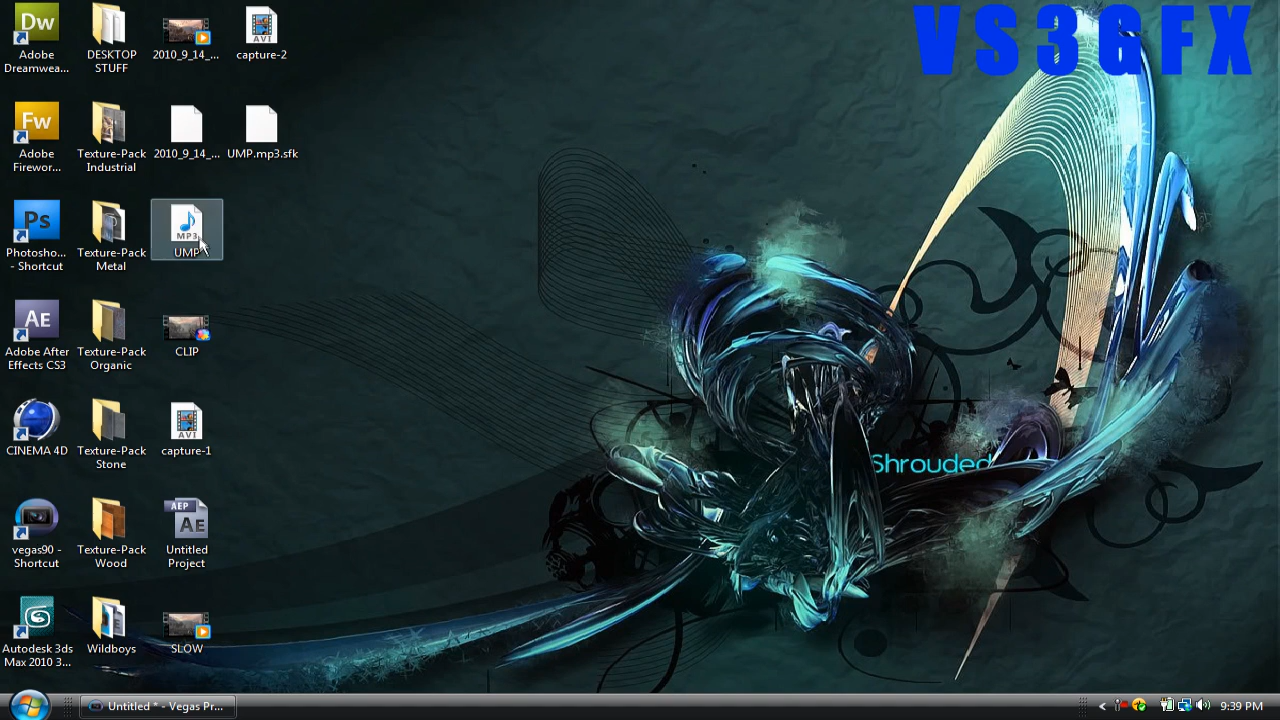 VS3GFX
Adobe
Dreamwea...
DESKTOP
STUFF
2010_9_14_...
AVI
capture-2
Dw
Fw
Adobe
Firewor...
Texture-Pack
Industrial
2010_9_14_...
UMP.mp3.sfk
Ps
Photosho...
- Shortcut
Texture-Pack
Metal
MP3
UMP
AE
Adobe After
Effects CS3
Texture-Pack
Organic
CLIP
CINEMA 4D
Texture-Pack
Stone
AVI
capture-1
Shrouded
vegas90 -
Shortcut
Texture-Pack
Wood
AEP
AE
Untitled
Project
Autodesk 3ds
Max 2010 3...
Wildboys
SLOW
Untitled * - Vegas Pr...
9:39 PM